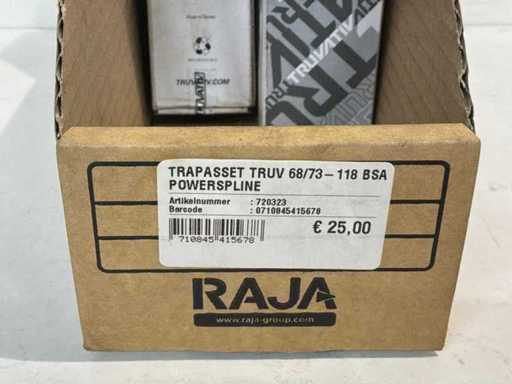 TRUVATIV.COM
TRUVATIV
TRAPASSET TRUV 68/73-118 BSA
POWERSPLINE
Artikelnummer : 720323
Barcode : 0710845415678
€ 25,00
710845 415678
RAJA
www.raja-group.com